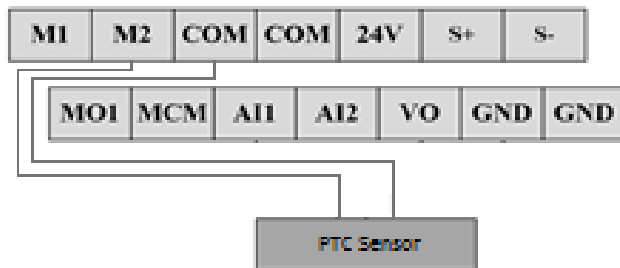 M1 M2 COM COM 24V S+ S-
MO1 MCM AI1 AI2 VO GND GND
PTC Sensor